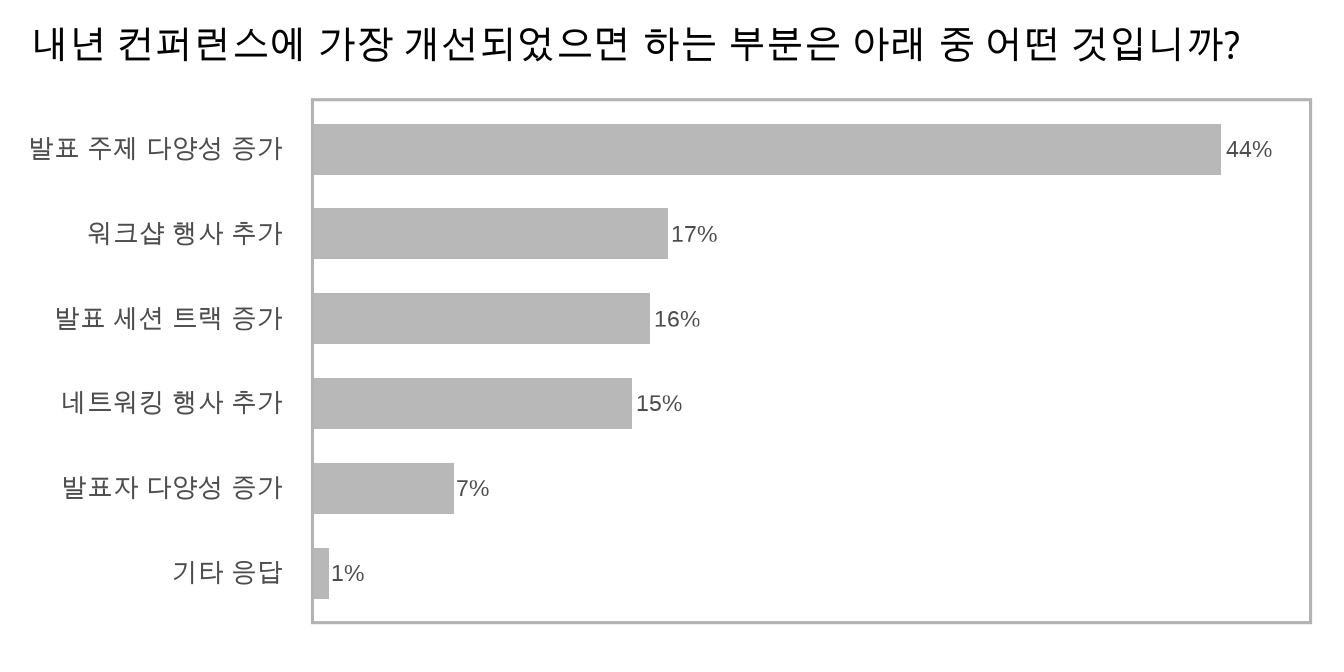 내년 컨퍼런스에 가장 개선되었으면 하는 부분은 아래 중 어떤 것입니까?
발표 주제 다양성 증가 44%
워크샵 행사 추가 17%
발표 세션 트랙 증가 16%
네트워킹 행사 추가 15%
발표자 다양성 증가 7%
기타 응답 1%